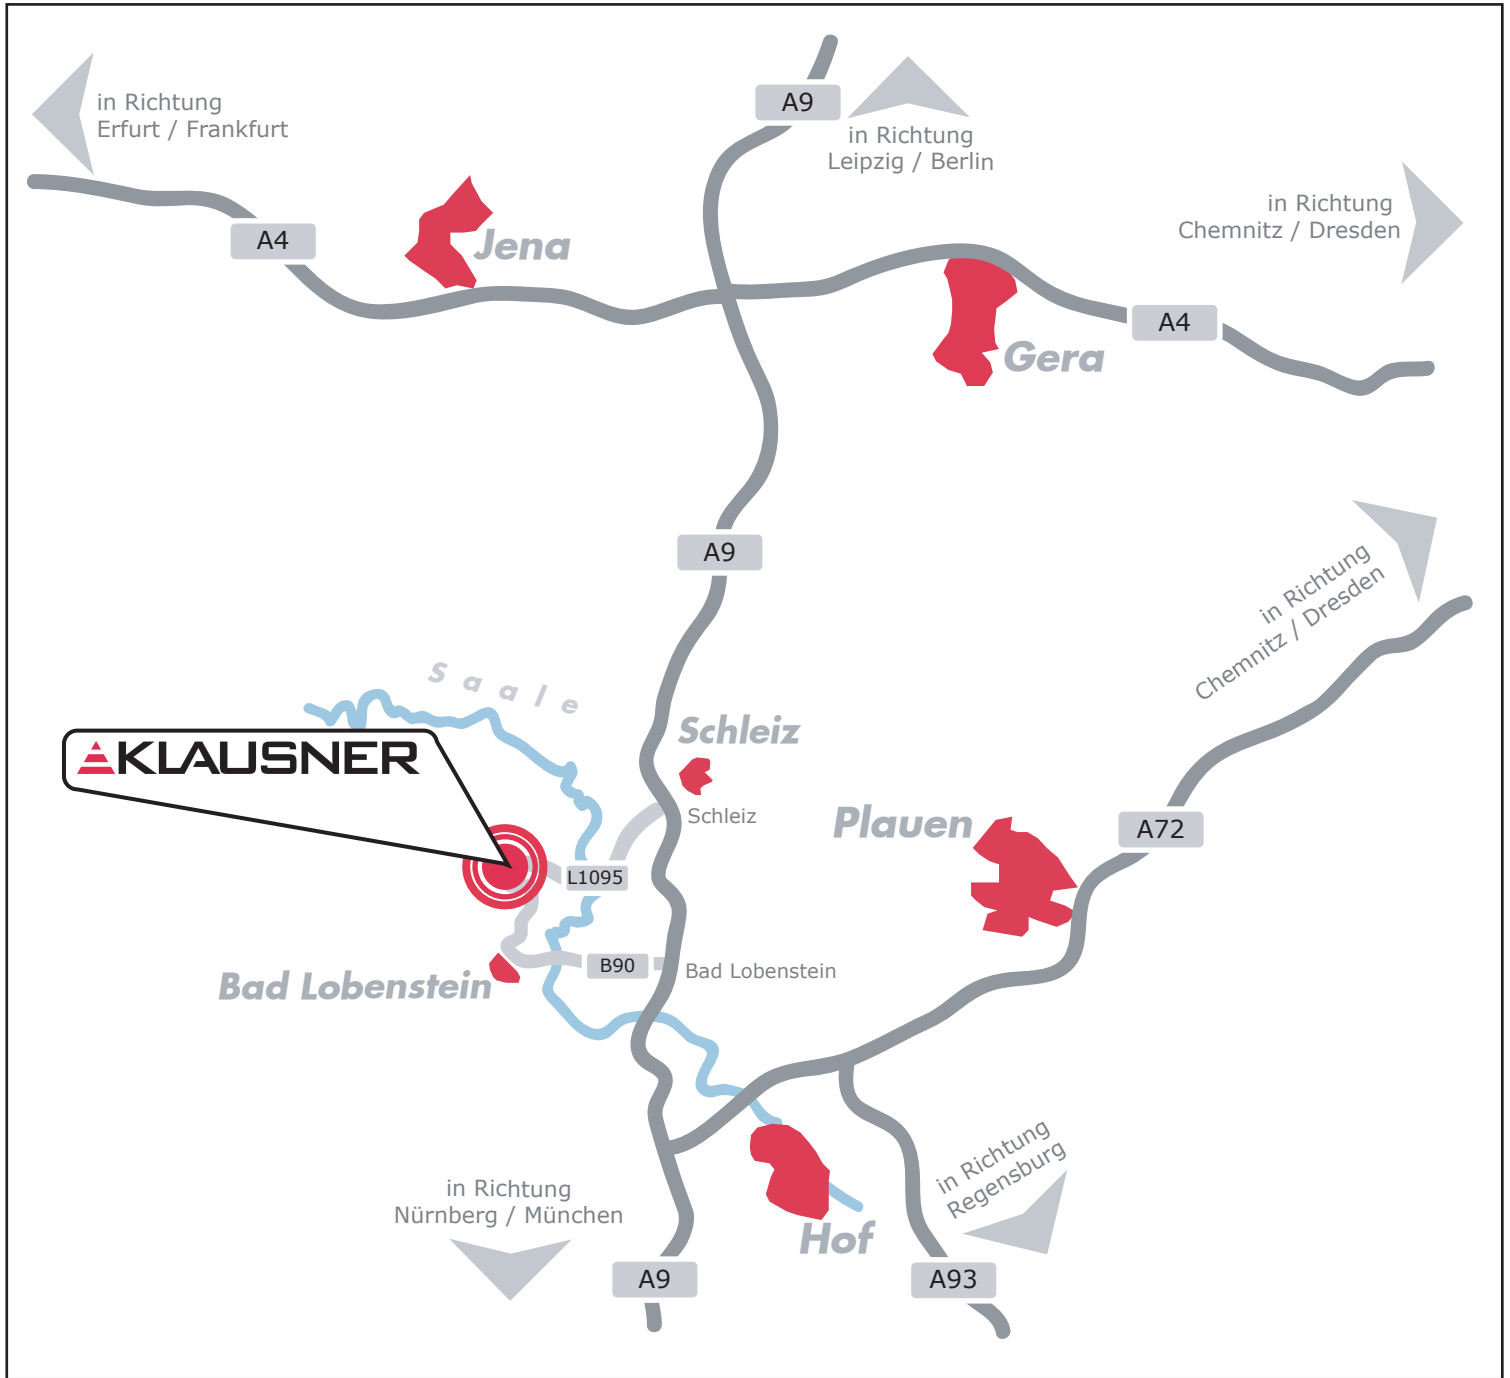 A9
in Richtung
Erfurt / Frankfurt
in Richtung
Leipzig / Berlin
in Richtung
Chemnitz / Dresden
A4
Jena
A4
Gera
A9
in Richtung
Chemnitz / Dresden
Saale
Schleiz
KLAUSNER
Schleiz
Plauen
A72
L1095
B90
Bad Lobenstein
Bad Lobenstein
in Richtung
Regensburg
in Richtung
Nürnberg / München
Hof
A9
A93